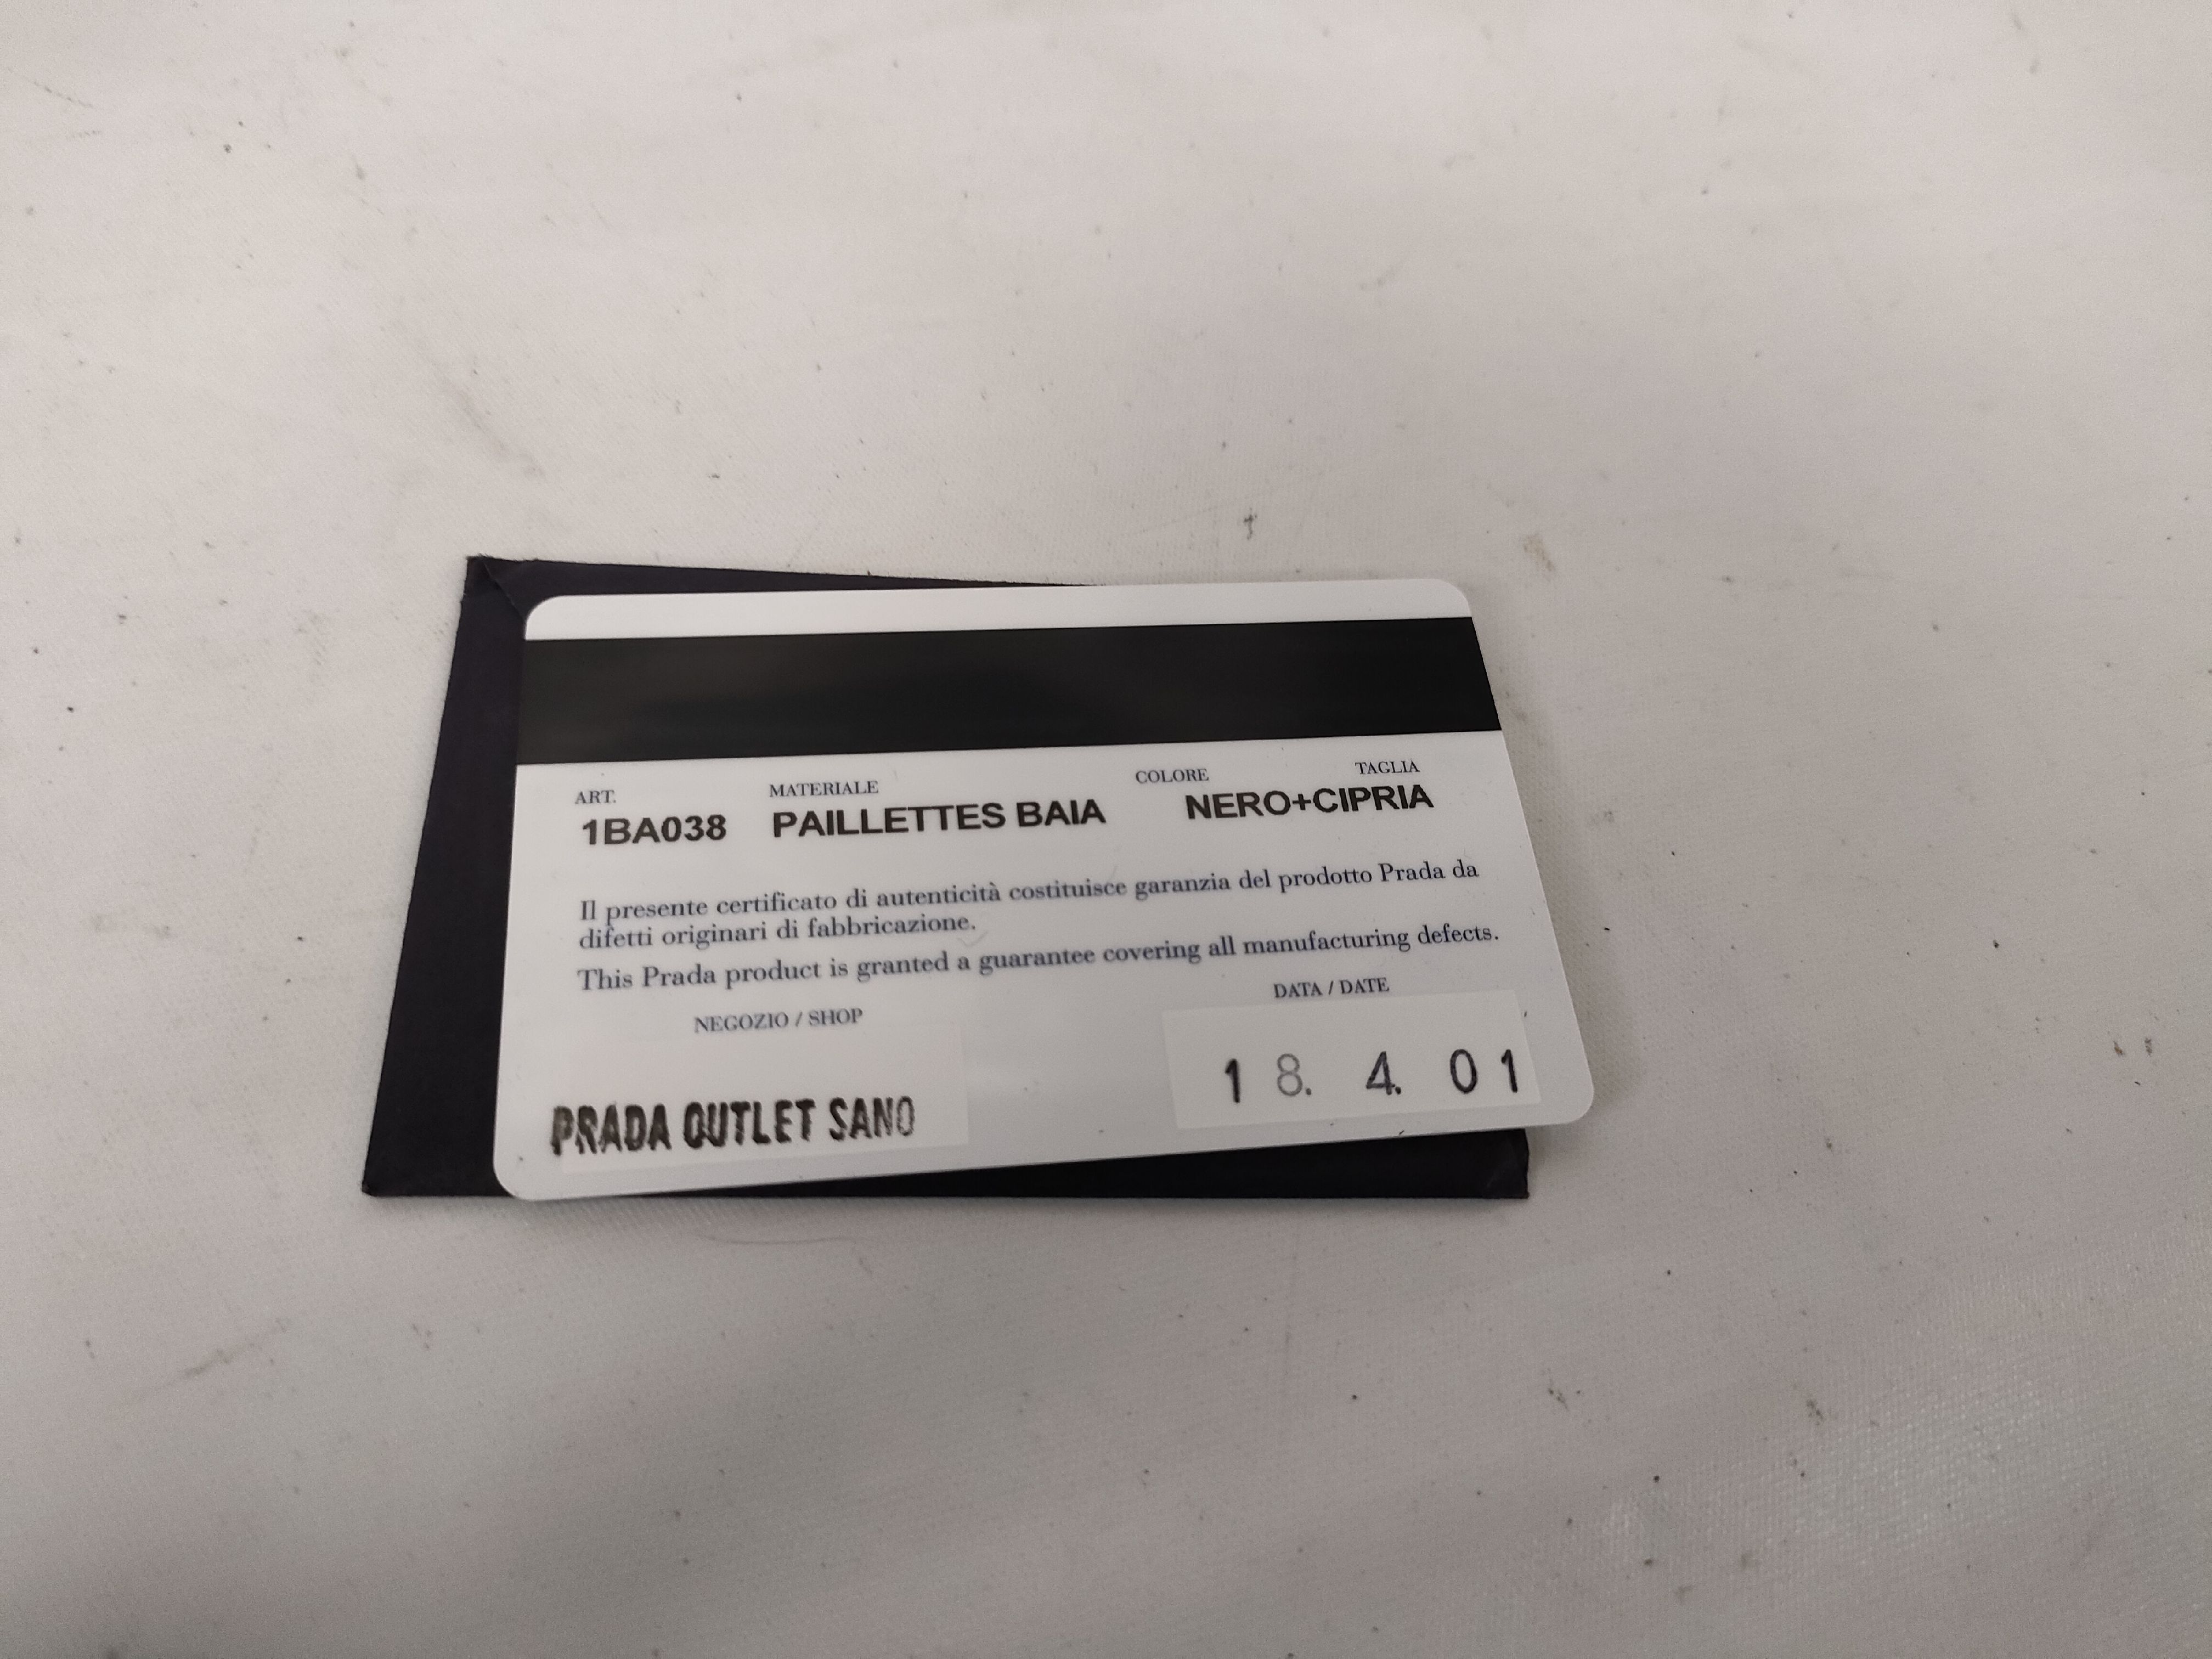 ART. MATERIALE COLORE TAGLIA
1BA038 PAILLETTES BAIA NERO+CIPRIA
Il presente certificato di autenticità costituisce garanzia del prodotto Prada da
difetti originari di fabbricazione.
This Prada product is granted a guarantee covering all manufacturing defects.
NEGOZIO / SHOP DATA / DATE
PRADA OUTLET SANO 18. 4. 01